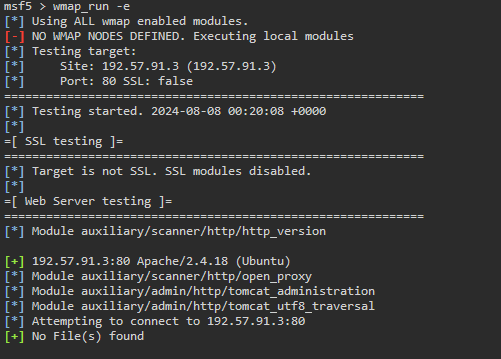 msf5 > wmap_run -e
[*] Using ALL wmap enabled modules.
[-] NO WMAP NODES DEFINED. Executing local modules
[*] Testing target:
[*]     Site: 192.57.91.3 (192.57.91.3)
[*]     Port: 80 SSL: false
============================================================
[*] Testing started. 2024-08-08 00:20:08 +0000
[*]
=[ SSL testing ]=
============================================================
[*] Target is not SSL. SSL modules disabled.
[*]
=[ Web Server testing ]=
============================================================
[*] Module auxiliary/scanner/http/http_version
[+] 192.57.91.3:80 Apache/2.4.18 (Ubuntu)
[*] Module auxiliary/scanner/http/open_proxy
[*] Module auxiliary/admin/http/tomcat_administration
[*] Module auxiliary/admin/http/tomcat_utf8_traversal
[*] Attempting to connect to 192.57.91.3:80
[+] No File(s) found